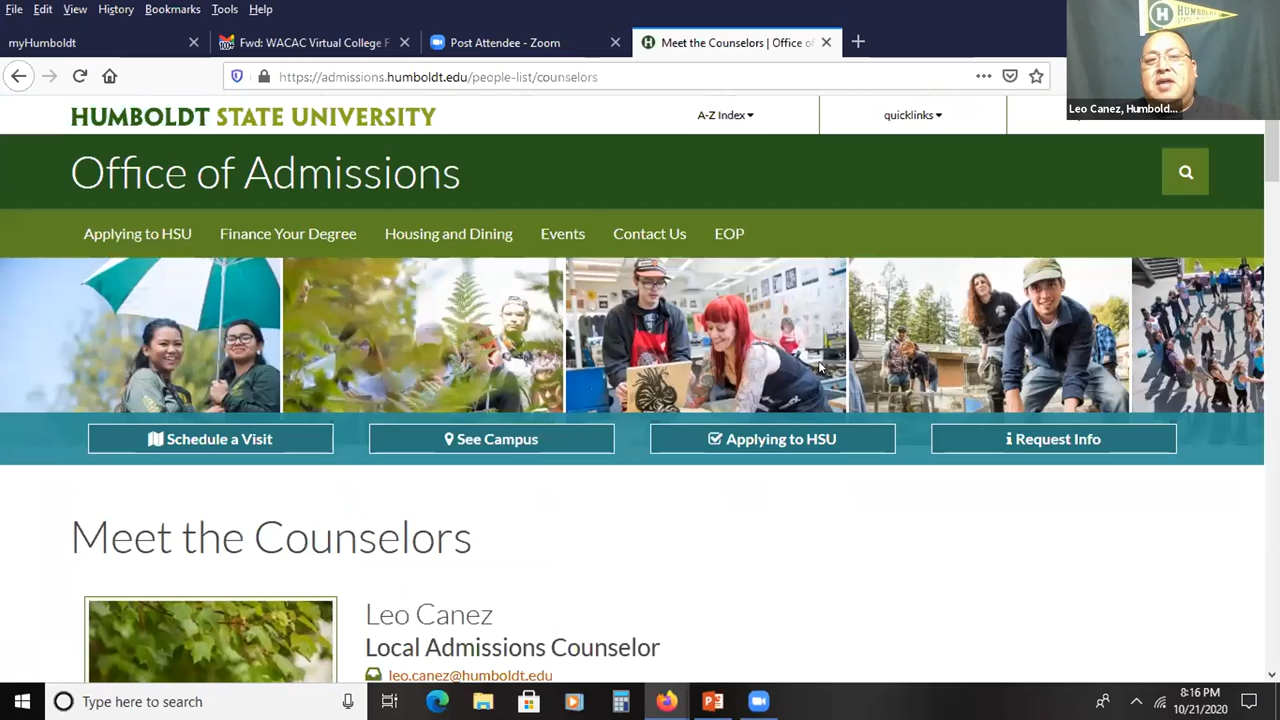 File Edit View History Bookmarks Tools Help
myHumboldt
Fwd: WACAC Virtual College F
Post Attendee - Zoom
Meet the Counselors | Office of
https://admissions.humboldt.edu/people-list/counselors
HUMBOLDT STATE UNIVERSITY
A-Z Index
quicklinks
Leo Canez, Humbold...
Office of Admissions
Applying to HSU
Finance Your Degree
Housing and Dining
Events
Contact Us
EOP
Schedule a Visit
See Campus
Applying to HSU
Request Info
Meet the Counselors
Leo Canez
Local Admissions Counselor
leo.canez@humboldt.edu
Type here to search
8:16 PM
10/21/2020